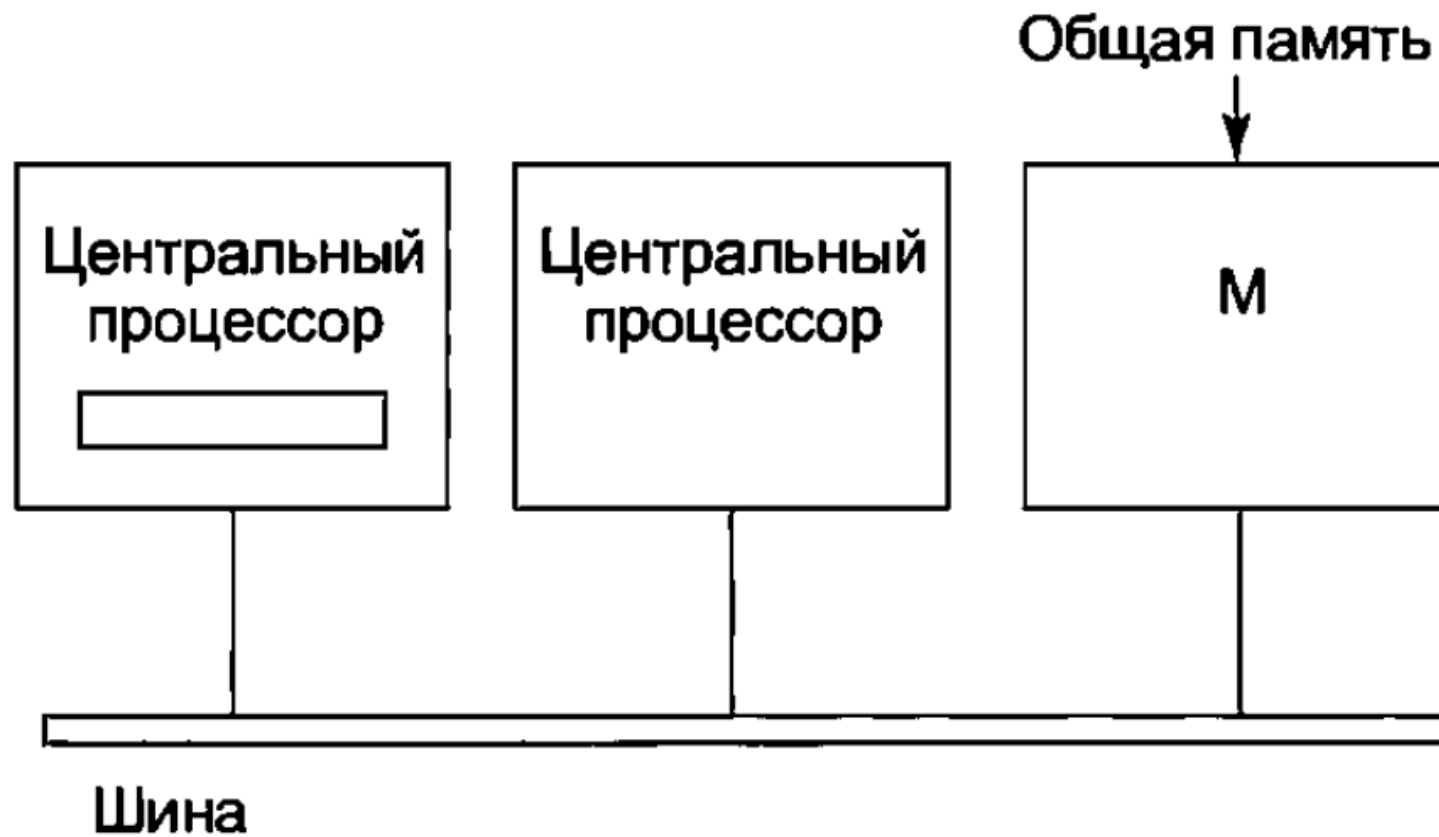 Общая память
Центральный
процессор
Центральный
процессор
М
Шина